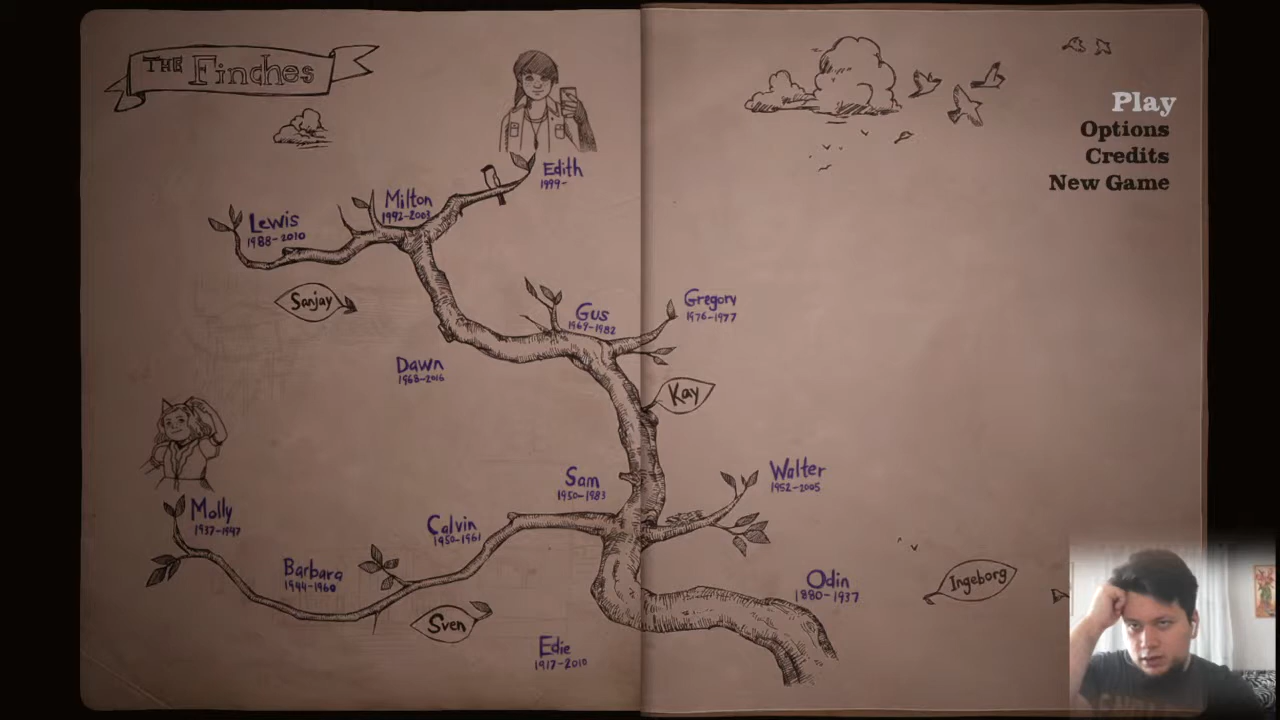 THE Finches
Edith
1999-
Milton
1992-2003
Lewis
1988-2010
Sanjay
Gus
1969-1982
Gregory
1976-1977
Dawn
1968-2016
Kay
Sam
1950-1983
Walter
1952-2005
Molly
1937-1947
Calvin
1950-1961
Barbara
1944-1960
Sven
Edie
1917-2010
Odin
1880-1937
Ingeborg
Play
Options
Credits
New Game